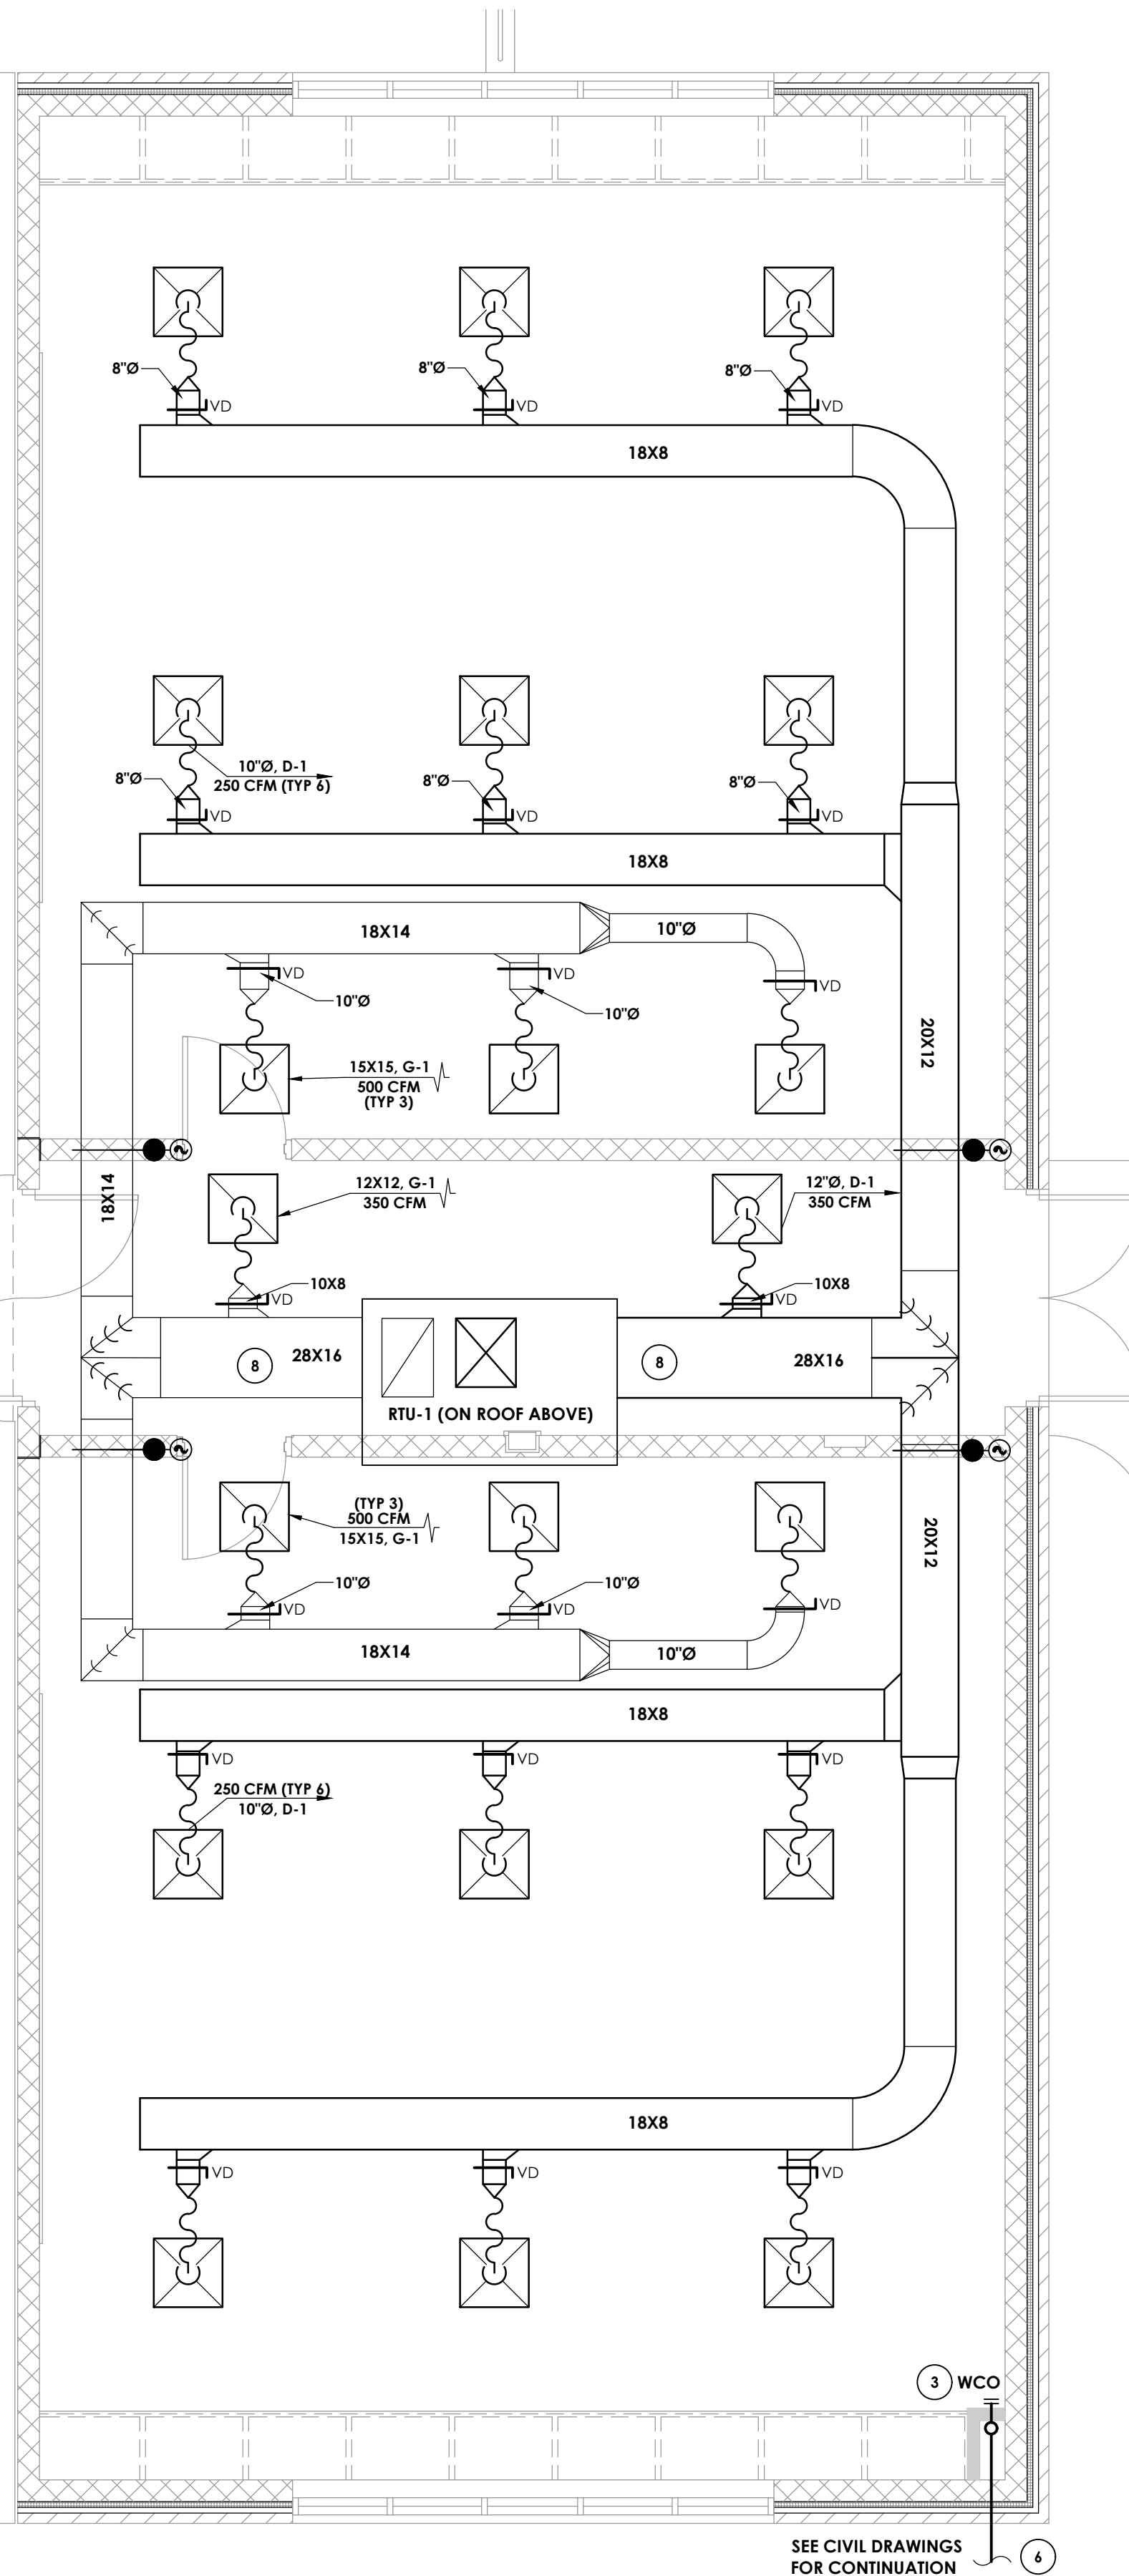 8"Ø
VD
8"Ø
VD
8"Ø
VD
18X8
10"Ø, D-1
250 CFM (TYP 6)
8"Ø
VD
8"Ø
VD
8"Ø
VD
18X8
18X14
10"Ø
VD
10"Ø
VD
10"Ø
VD
20X12
15X15, G-1
500 CFM
(TYP 3)
18X14
12X12, G-1
350 CFM
12"Ø, D-1
350 CFM
10X8
VD
10X8
VD
8
28X16
8
28X16
RTU-1 (ON ROOF ABOVE)
(TYP 3)
500 CFM
15X15, G-1
20X12
10"Ø
VD
10"Ø
VD
VD
18X14
10"Ø
18X8
VD
VD
VD
250 CFM (TYP 6)
10"Ø, D-1
18X8
VD
VD
VD
3
WCO
SEE CIVIL DRAWINGS
FOR CONTINUATION
6